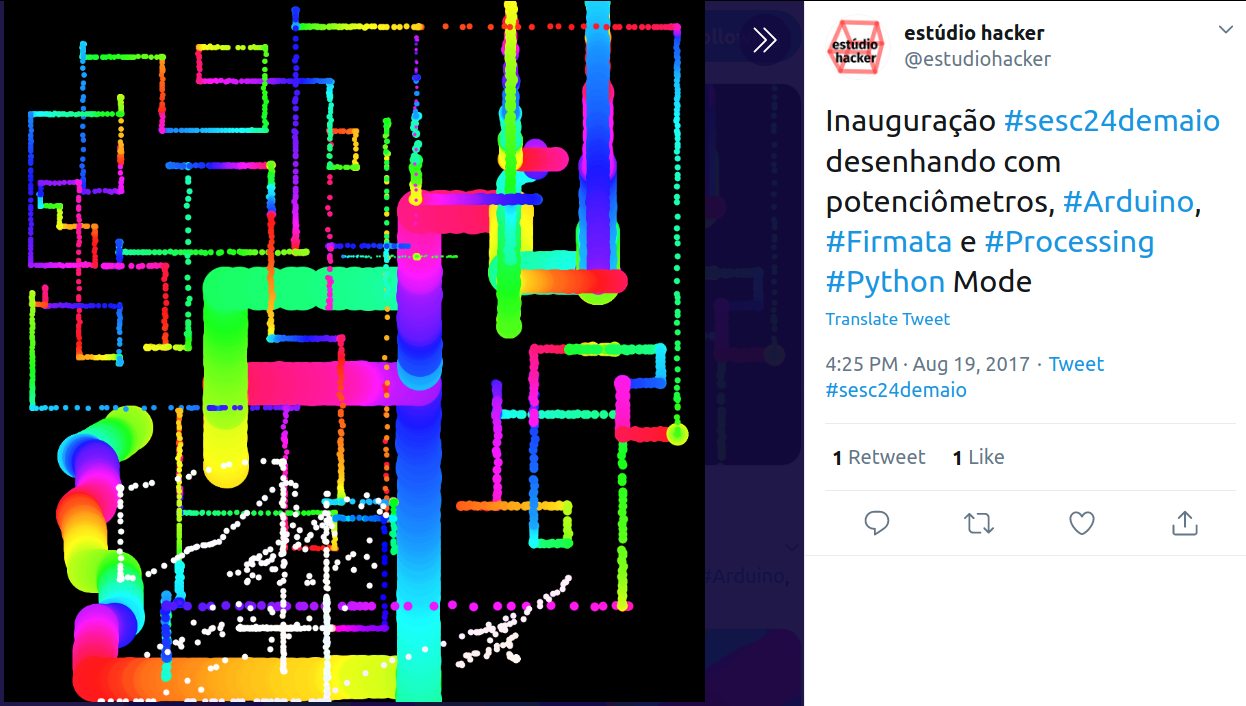 estúdio
hacker
estúdio hacker
@estudiohacker
Inauguração #sesc24demaio
desenhando com
potenciômetros, #Arduino,
#Firmata e #Processing
#Python Mode
Translate Tweet
4:25 PM · Aug 19, 2017 · Tweet
#sesc24demaio
1 Retweet 1 Like
#Arduino,